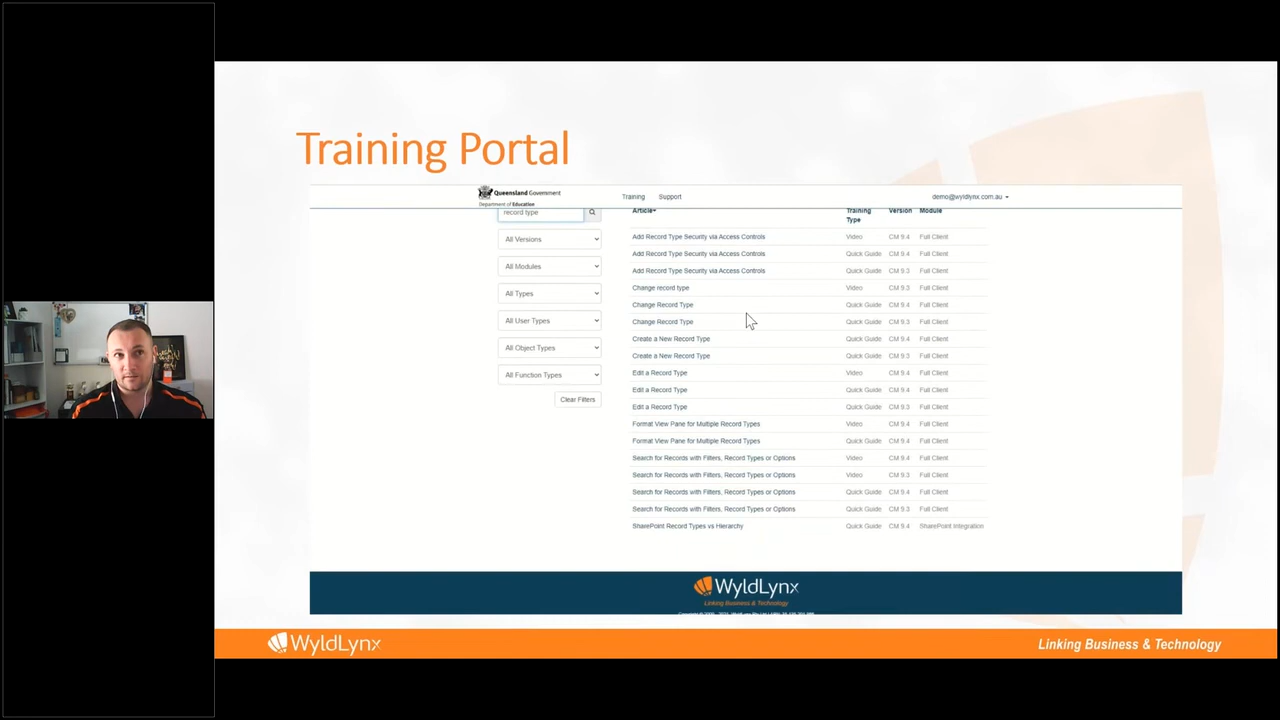 Training Portal
Queensland Government
Department of Education
Training Support demo@wyldlynx.com.au
record type
All Versions
All Modules
All Types
All User Types
All Object Types
All Function Types
Clear Filters
Article Training Type Version Module
Add Record Type Security via Access Controls Video CM 9.4 Full Client
Add Record Type Security via Access Controls Quick Guide CM 9.4 Full Client
Add Record Type Security via Access Controls Quick Guide CM 9.3 Full Client
Change record type Video CM 9.3 Full Client
Change Record Type Quick Guide CM 9.4 Full Client
Change Record Type Quick Guide CM 9.3 Full Client
Create a New Record Type Quick Guide CM 9.4 Full Client
Create a New Record Type Quick Guide CM 9.3 Full Client
Edit a Record Type Video CM 9.4 Full Client
Edit a Record Type Quick Guide CM 9.4 Full Client
Edit a Record Type Quick Guide CM 9.3 Full Client
Format View Pane for Multiple Record Types Video CM 9.4 Full Client
Format View Pane for Multiple Record Types Quick Guide CM 9.4 Full Client
Search for Records with Filters, Record Types or Options Video CM 9.4 Full Client
Search for Records with Filters, Record Types or Options Video CM 9.3 Full Client
Search for Records with Filters, Record Types or Options Quick Guide CM 9.4 Full Client
Search for Records with Filters, Record Types or Options Quick Guide CM 9.3 Full Client
SharePoint Record Types vs Hierarchy Quick Guide CM 9.4 SharePoint Integration
WyldLynx
Linking Business & Technology
WyldLynx
Linking Business & Technology